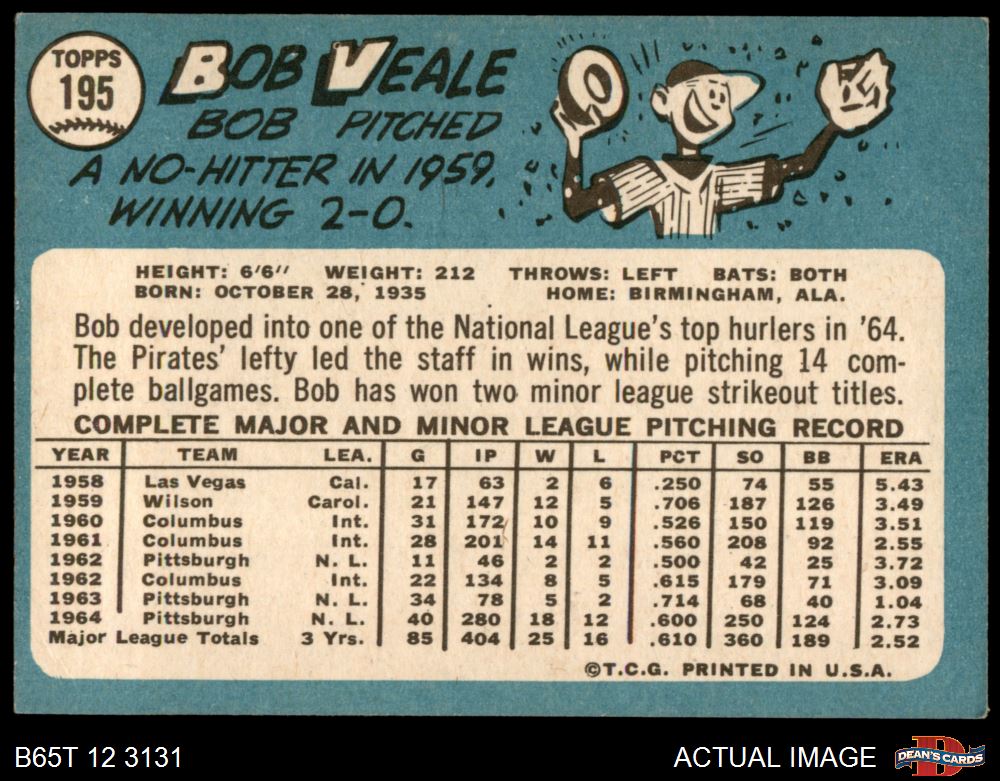 TOPPS
195
BOB VEALE
BOB PITCHED
A NO-HITTER IN 1959,
WINNING 2-0.
HEIGHT: 6'6" WEIGHT: 212 THROWS: LEFT BATS: BOTH
BORN: OCTOBER 28, 1935 HOME: BIRMINGHAM, ALA.
Bob developed into one of the National League's top hurlers in '64.
The Pirates' lefty led the staff in wins, while pitching 14 com-
plete ballgames. Bob has won two minor league strikeout titles.
COMPLETE MAJOR AND MINOR LEAGUE PITCHING RECORD
YEAR TEAM LEA. G IP W L PCT SO BB ERA
1958 Las Vegas Cal. 17 63 2 6 .250 74 55 5.43
1959 Wilson Carol. 21 147 12 5 .706 187 126 3.49
1960 Columbus Int. 31 172 10 9 .526 150 119 3.51
1961 Columbus Int. 28 201 14 11 .560 208 92 2.55
1962 Pittsburgh N. L. 11 46 2 2 .500 42 25 3.72
1962 Columbus Int. 22 134 8 5 .615 179 71 3.09
1963 Pittsburgh N. L. 34 78 5 2 .714 68 40 1.04
1964 Pittsburgh N. L. 40 280 18 12 .600 250 124 2.73
Major League Totals 3 Yrs. 85 404 25 16 .610 360 189 2.52
©T.C.G. PRINTED IN U.S.A.
B65T 12 3131 ACTUAL IMAGE DEAN'S CARDS